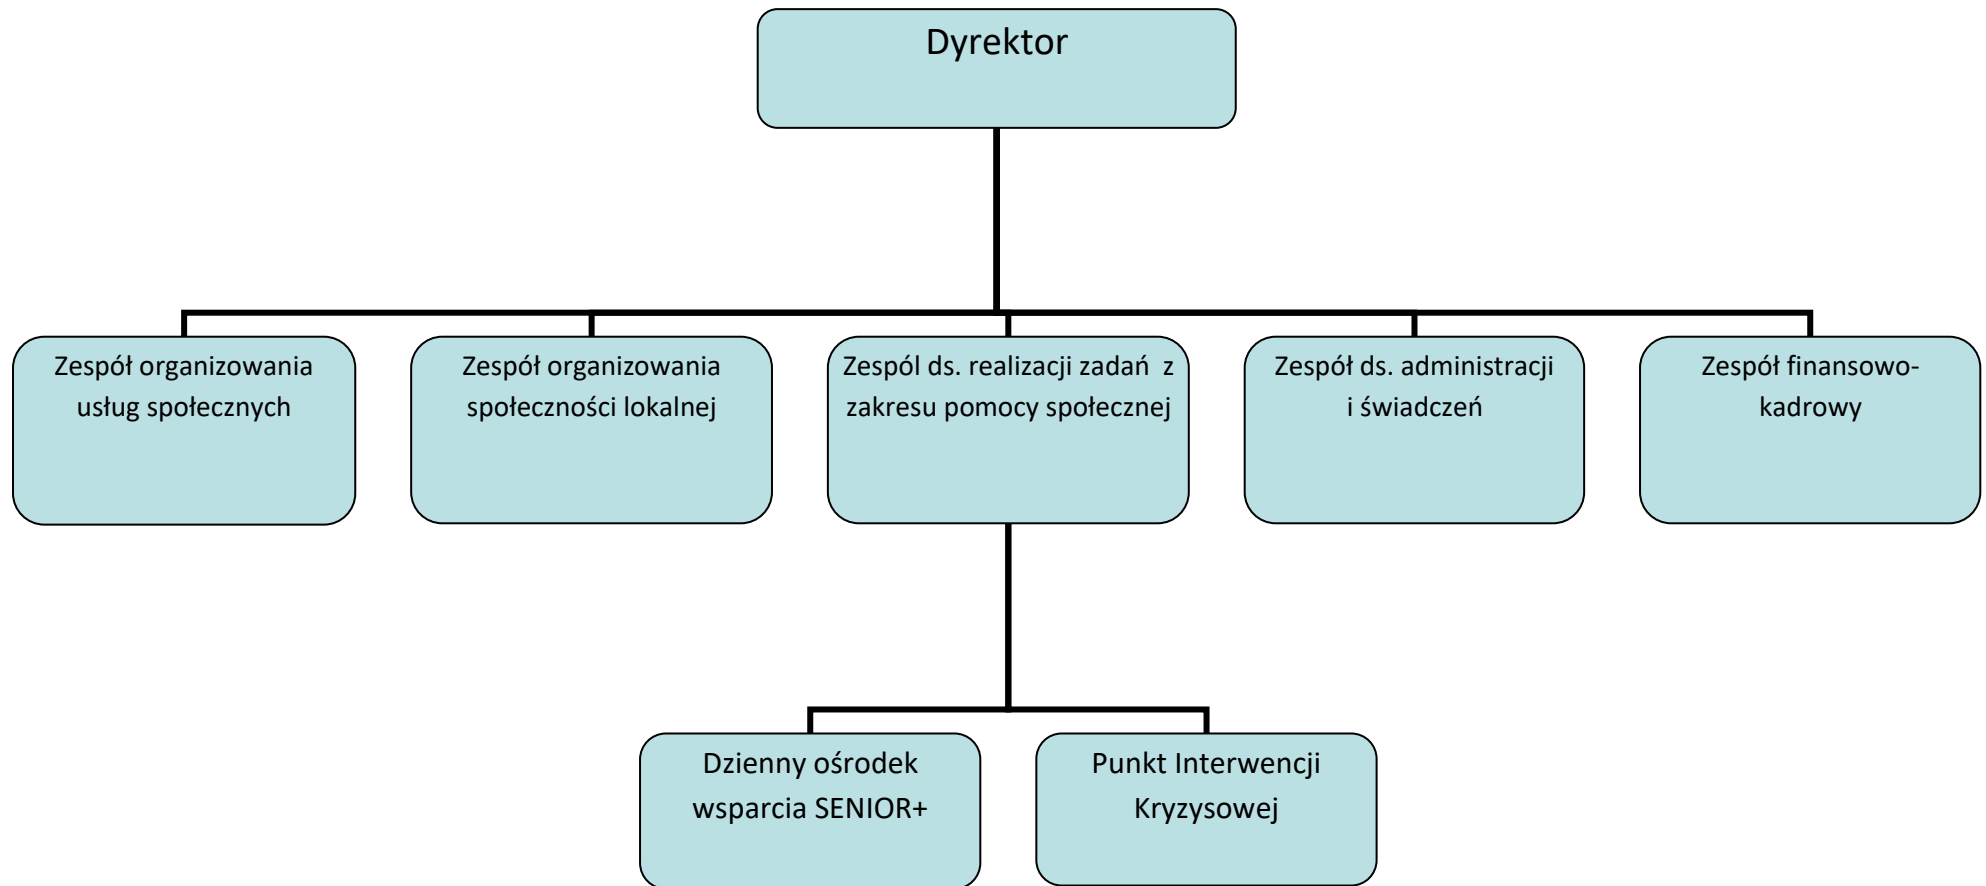 Dyrektor
Zespół organizowania
usług społecznych
Zespół organizowania
społeczności lokalnej
Zespól ds. realizacji zadań  z
zakresu pomocy społecznej
Zespół ds. administracji
i świadczeń
Zespół finansowo-
kadrowy
Dzienny ośrodek
wsparcia SENIOR+
Punkt Interwencji
Kryzysowej